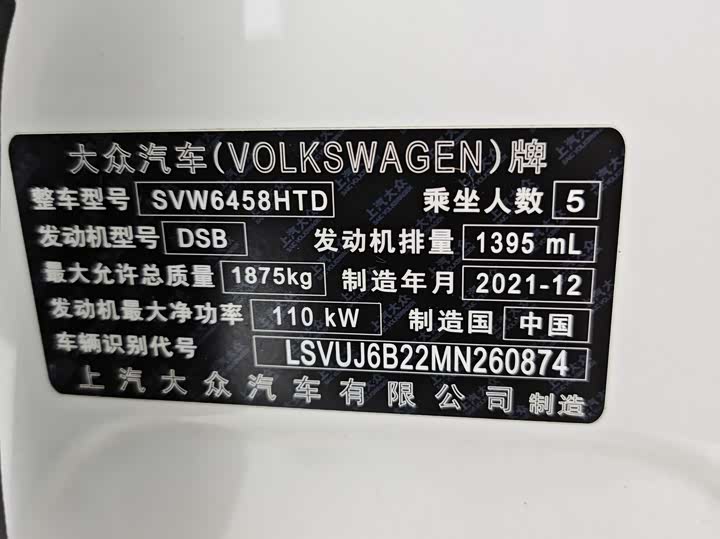 大众汽车(VOLKSWAGEN)牌
整车型号 SVW6458HTD 乘坐人数 5
发动机型号 DSB 发动机排量 1395 mL
最大允许总质量 1875kg 制造年月 2021-12
发动机最大净功率 110 kW 制造国 中国
车辆识别代号 LSVUJ6B22MN260874
上汽大众汽车有限公司 制造